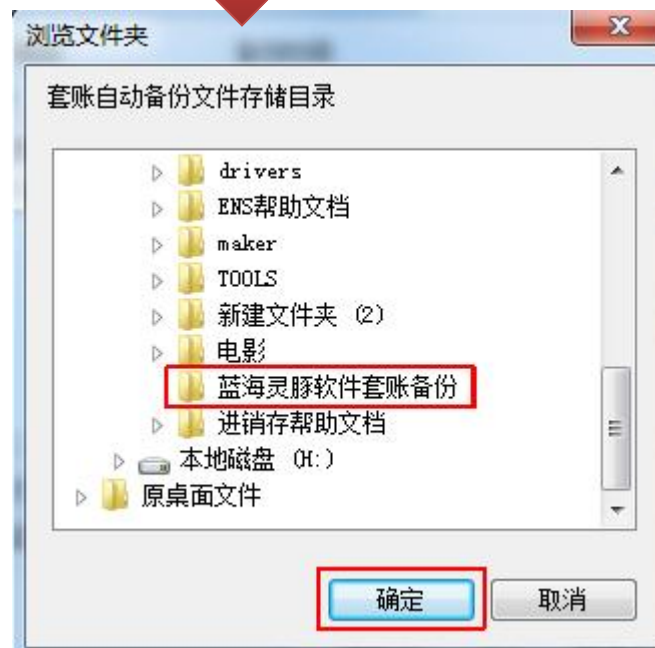 浏览文件夹
套账自动备份文件存储目录
drivers
ENS帮助文档
maker
TOOLS
新建文件夹 (2)
电影
蓝海灵豚软件套账备份
进销存帮助文档
本地磁盘 (H:)
原桌面文件
确定 取消